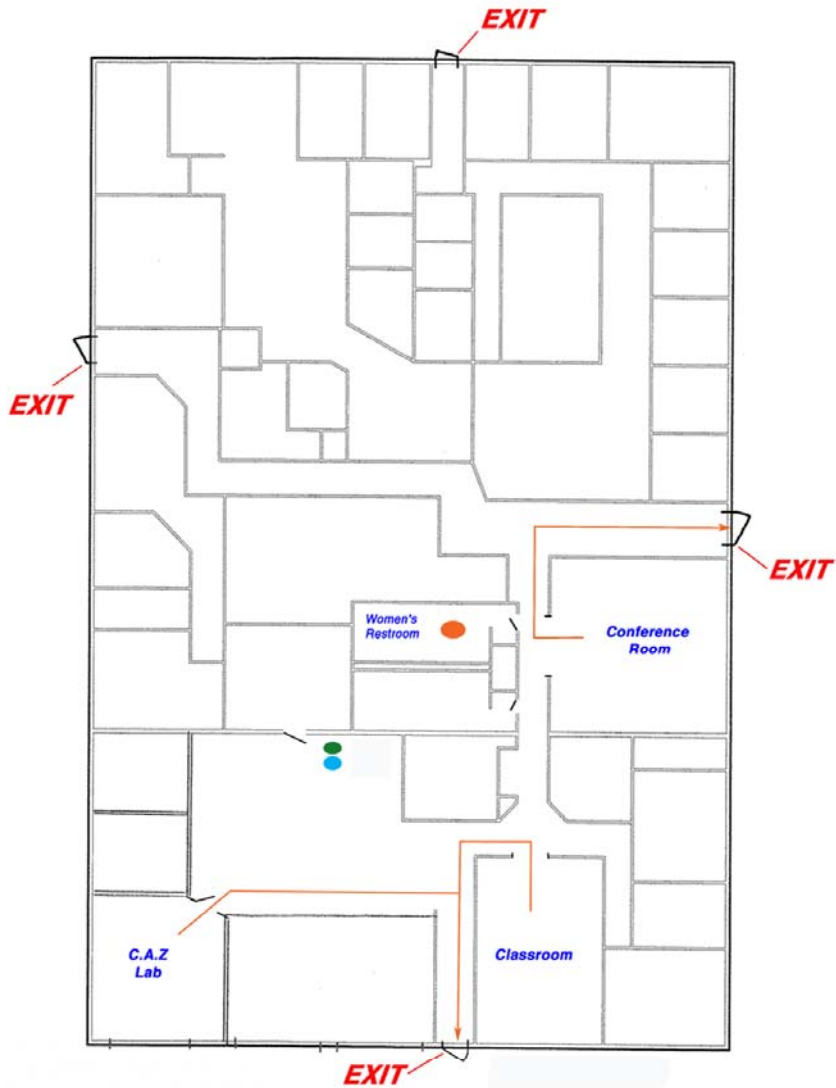 EXIT
EXIT
EXIT
Women's
Restroom
Conference
Room
C.A.Z
Lab
Classroom
EXIT